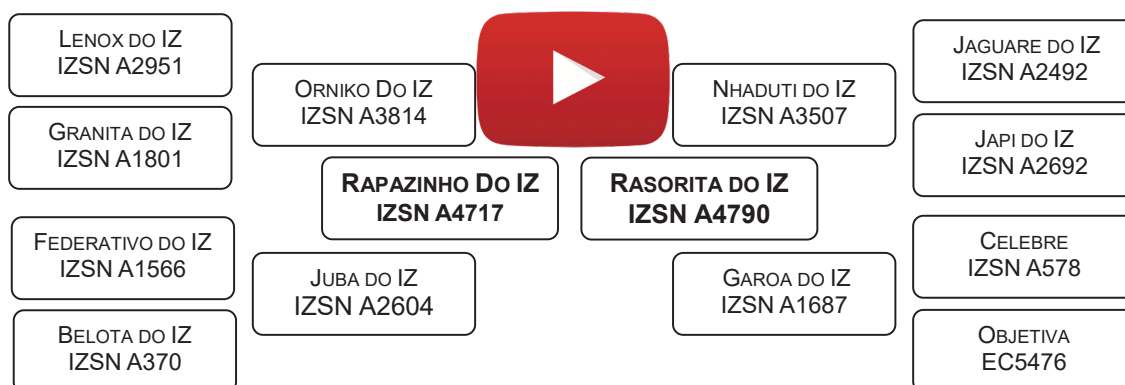 Lenox do IZ
IZSN A2951
Granita do IZ
IZSN A1801
Federativo do IZ
IZSN A1566
Belota do IZ
IZSN A370
Orniko Do IZ
IZSN A3814
Juba do IZ
IZSN A2604
Rapazinho Do IZ
IZSN A4717
Rasorita do IZ
IZSN A4790
Nhaduti do IZ
IZSN A3507
Garoa do IZ
IZSN A1687
Jaguare do IZ
IZSN A2492
Japi do IZ
IZSN A2692
Celebre
IZSN A578
Objetiva
EC5476